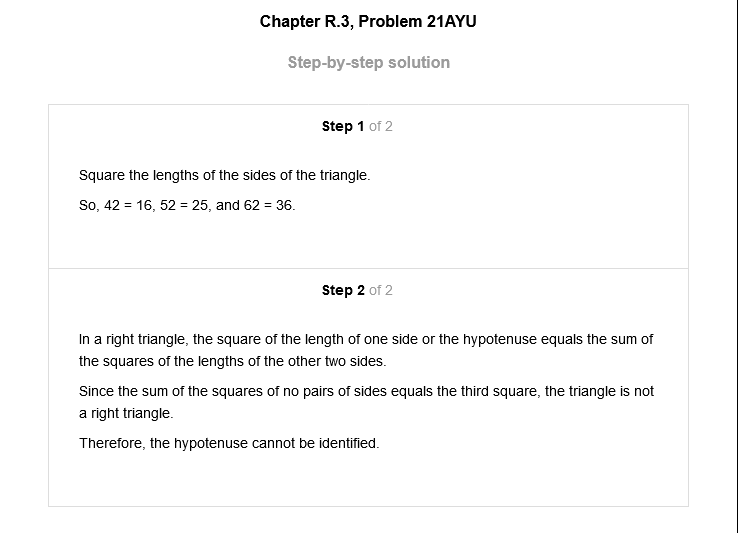 Chapter R.3, Problem 21AYU
Step-by-step solution
Step 1 of 2
Square the lengths of the sides of the triangle.
So, 42 = 16, 52 = 25, and 62 = 36.
Step 2 of 2
In a right triangle, the square of the length of one side or the hypotenuse equals the sum of
the squares of the lengths of the other two sides.
Since the sum of the squares of no pairs of sides equals the third square, the triangle is not
a right triangle.
Therefore, the hypotenuse cannot be identified.